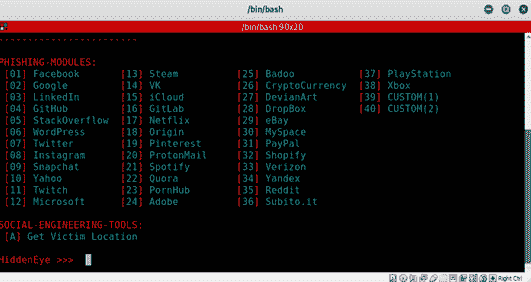 /bin/bash
/bin/bash 90x20
PHISHING-MODULES:
[01] Facebook [13] Steam [25] Badoo [37] PlayStation
[02] Google [14] VK [26] CryptoCurrency [38] Xbox
[03] LinkedIn [15] iCloud [27] DevianArt [39] CUSTOM(1)
[04] GitHub [16] GitLab [28] DropBox [40] CUSTOM(2)
[05] StackOverflow [17] Netflix [29] eBay
[06] WordPress [18] Origin [30] MySpace
[07] Twitter [19] Pinterest [31] PayPal
[08] Instagram [20] ProtonMail [32] Shopify
[09] Snapchat [21] Spotify [33] Verizon
[10] Yahoo [22] Quora [34] Yandex
[11] Twitch [23] PornHub [35] Reddit
[12] Microsoft [24] Adobe [36] Subito.it
SOCIAL-ENGINEERING-TOOLS:
[A] Get Victim Location
HiddenEye >>>
Right Ctrl